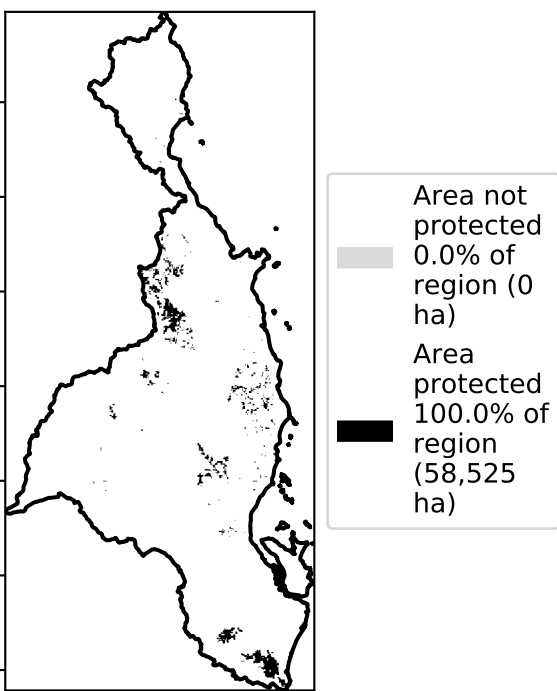 Area not
protected
0.0% of
region (0
ha)
Area
protected
100.0% of
region
(58,525
ha)